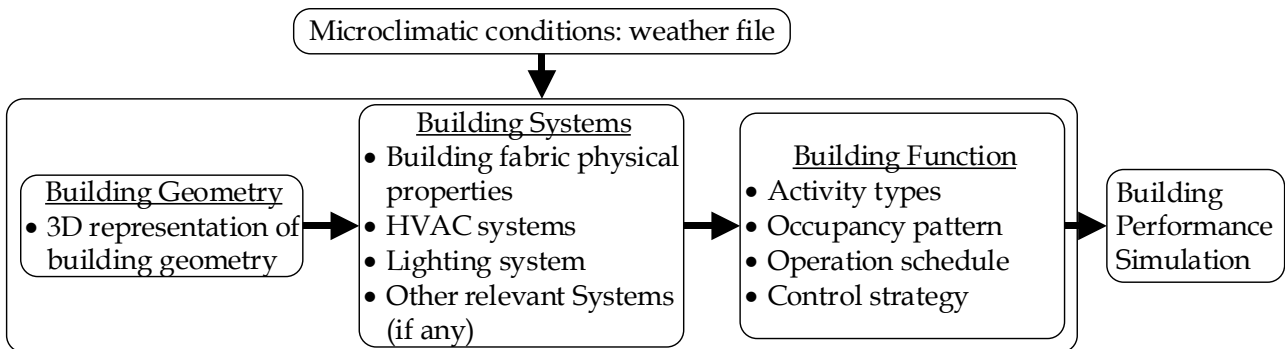 Microclimatic conditions: weather file
Building Geometry
• 3D representation of
building geometry
Building Systems
• Building fabric physical
properties
• HVAC systems
• Lighting system
• Other relevant Systems
(if any)
Building Function
• Activity types
• Occupancy pattern
• Operation schedule
• Control strategy
Building
Performance
Simulation